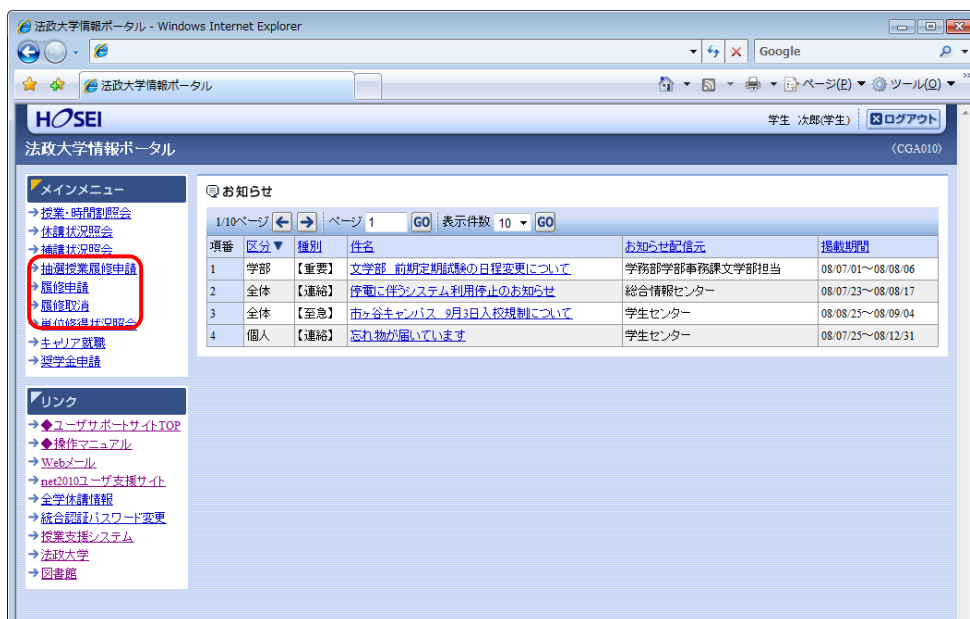 法政大学情報ポータル - Windows Internet Explorer
Google
法政大学情報ポータル
ページ(P) ツール(O)
HOSEI
学生 次郎(学生) ログアウト
法政大学情報ポータル
(CGA010)
メインメニュー
授業・時間割照会
休講状況照会
補講状況照会
抽選授業履修申請
履修申請
履修取消
単位修得状況照会
キャリア就職
奨学金申請
リンク
◆ユーザサポートサイトTOP
◆操作マニュアル
Webメール
net2010ユーザ支援サイト
全学休講情報
統合認証パスワード変更
授業支援システム
法政大学
図書館
お知らせ
1/10ページ ページ 1 GO 表示件数 10 GO
項番 区分▼ 種別 件名 お知らせ配信元 掲載期間
1 学部 【重要】 文学部 前期定期試験の日程変更について 学務部学部事務課文学部担当 08/07/01～08/08/06
2 全体 【連絡】 停電に伴うシステム利用停止のお知らせ 総合情報センター 08/07/23～08/08/17
3 全体 【至急】 市ヶ谷キャンパス 9月3日入校規制について 学生センター 08/08/25～08/09/04
4 個人 【連絡】 忘れ物が届いています 学生センター 08/07/25～08/12/31